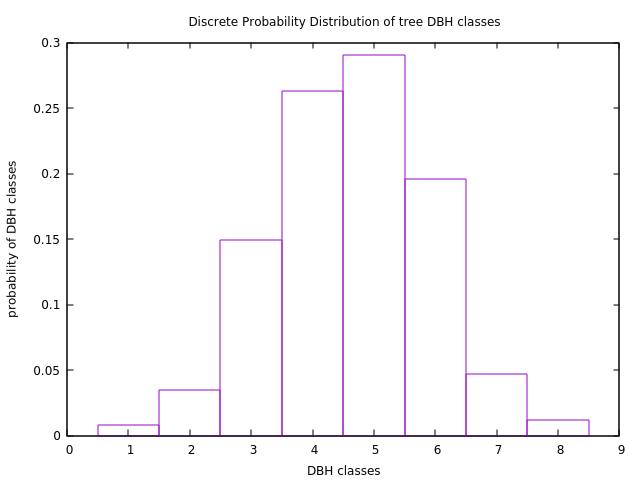 Discrete Probability Distribution of tree DBH classes
0.3
0.25
0.2
0.15
0.1
0.05
0
probability of DBH classes
0 1 2 3 4 5 6 7 8 9
DBH classes